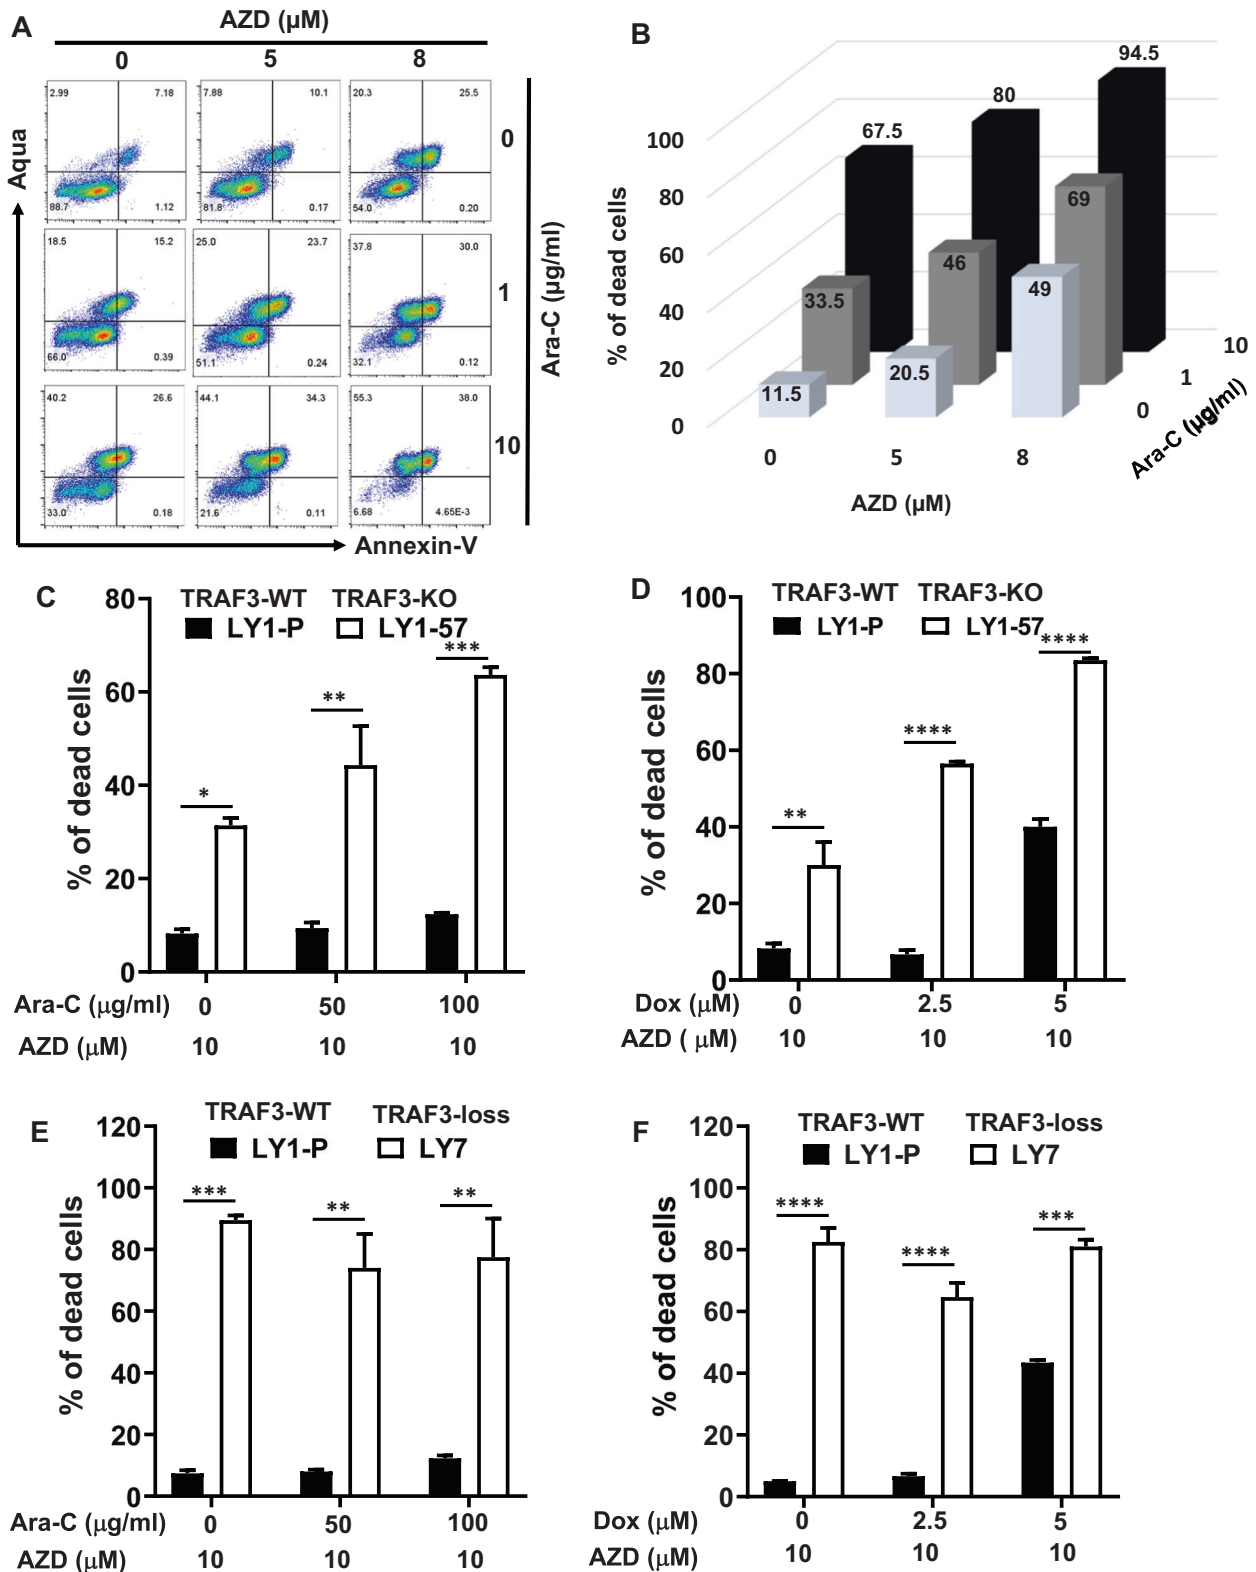 A
AZD (µM)
0 5 8
2.99 7.18 7.88 10.1 20.3 25.5
88.7 1.12 81.8 0.17 54.0 0.20
0
18.5 15.2 25.0 23.7 37.8 30.0
66.0 0.39 51.1 0.24 32.1 0.12
1
40.2 26.6 44.1 34.3 55.3 38.0
33.0 0.18 21.6 0.11 6.68 4.65E-3
10
Aqua
Ara-C (µg/ml)
Annexin-V
B
% of dead cells
100
80
60
40
20
0
67.5 80 94.5
33.5 46 69
11.5 20.5 49
0 5 8
AZD (µM)
0 1 10
Ara-C (µg/ml)
C
TRAF3-WT TRAF3-KO
LY1-P LY1-57
% of dead cells
80
60
40
20
0
* ** ***
Ara-C (µg/ml) 0 50 100
AZD (µM) 10 10 10
D
TRAF3-WT TRAF3-KO
LY1-P LY1-57
% of dead cells
100
80
60
40
20
0
** **** ****
Dox (µM) 0 2.5 5
AZD ( µM) 10 10 10
E
TRAF3-WT TRAF3-loss
LY1-P LY7
% of dead cells
120
100
80
60
40
20
0
*** ** **
Ara-C (µg/ml) 0 50 100
AZD (µM) 10 10 10
F
TRAF3-WT TRAF3-loss
LY1-P LY7
% of dead cells
120
100
80
60
40
20
0
**** **** ***
Dox (µM) 0 2.5 5
AZD (µM) 10 10 10